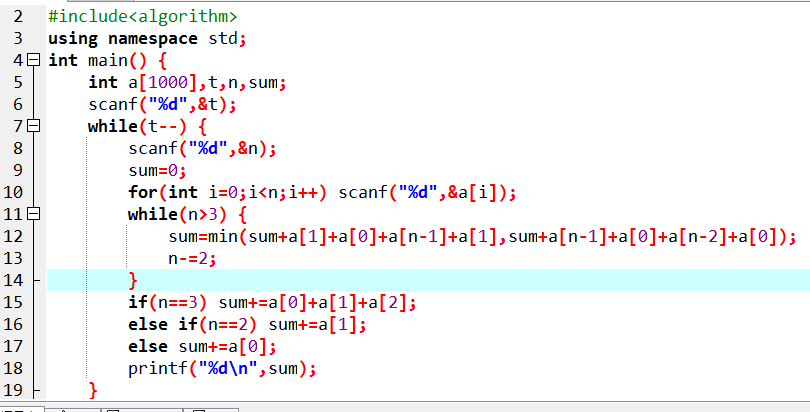 2 #include<algorithm>
3 using namespace std;
4 int main() {
5 int a[1000],t,n,sum;
6 scanf("%d",&t);
7 while(t--) {
8 scanf("%d",&n);
9 sum=0;
10 for(int i=0;i<n;i++) scanf("%d",&a[i]);
11 while(n>3) {
12 sum=min(sum+a[1]+a[0]+a[n-1]+a[1],sum+a[n-1]+a[0]+a[n-2]+a[0]);
13 n-=2;
14 }
15 if(n==3) sum+=a[0]+a[1]+a[2];
16 else if(n==2) sum+=a[1];
17 else sum+=a[0];
18 printf("%d\n",sum);
19 }